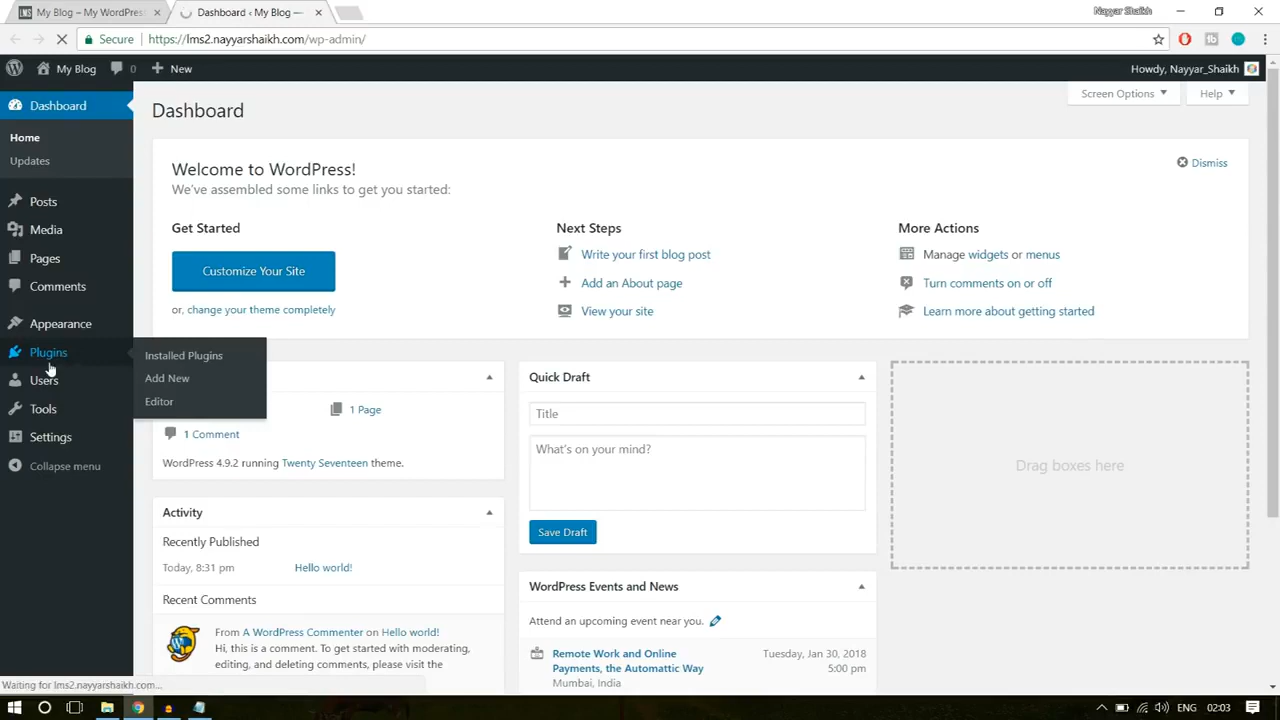 My Blog – My WordPress
Dashboard ‹ My Blog —
Nayyar Shaikh
Secure
https://lms2.nayyarshaikh.com/wp-admin/
My Blog
0
New
Howdy, Nayyar_Shaikh
Dashboard
Home
Updates
Posts
Media
Pages
Comments
Appearance
Plugins
Users
Tools
Settings
Collapse menu
Installed Plugins
Add New
Editor
Dashboard
Screen Options
Help
Welcome to WordPress!
We've assembled some links to get you started:
Dismiss
Get Started
Customize Your Site
or, change your theme completely
Next Steps
Write your first blog post
Add an About page
View your site
More Actions
Manage widgets or menus
Turn comments on or off
Learn more about getting started
1 Page
1 Comment
WordPress 4.9.2 running Twenty Seventeen theme.
Activity
Recently Published
Today, 8:31 pm
Hello world!
Recent Comments
From A WordPress Commenter on Hello world!
Hi, this is a comment. To get started with moderating,
editing, and deleting comments, please visit the
Quick Draft
Title
What's on your mind?
Save Draft
WordPress Events and News
Attend an upcoming event near you.
Remote Work and Online
Payments, the Automattic Way
Mumbai, India
Tuesday, Jan 30, 2018
5:00 pm
Drag boxes here
Waiting for lms2.nayyarshaikh.com...
ENG
02:03